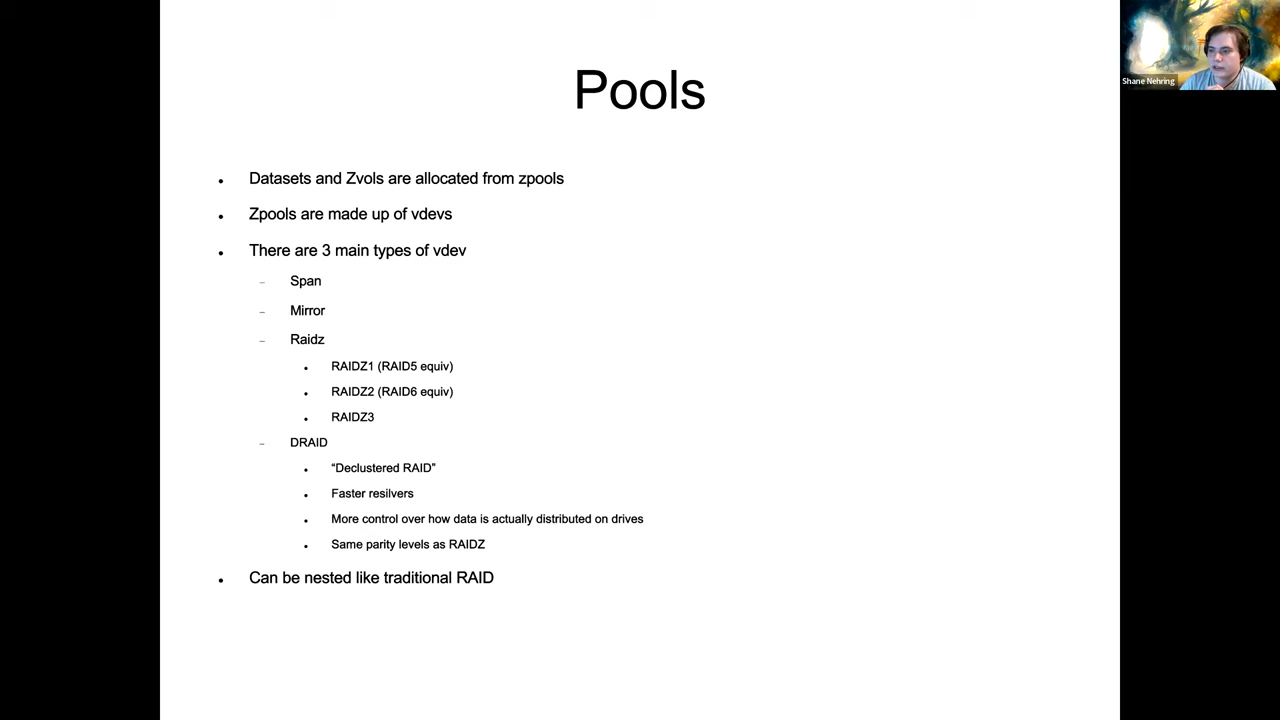 Pools
Shane Nehring
• Datasets and Zvols are allocated from zpools
• Zpools are made up of vdevs
• There are 3 main types of vdev
– Span
– Mirror
– Raidz
• RAIDZ1 (RAID5 equiv)
• RAIDZ2 (RAID6 equiv)
• RAIDZ3
– DRAID
• “Declustered RAID”
• Faster resilvers
• More control over how data is actually distributed on drives
• Same parity levels as RAIDZ
• Can be nested like traditional RAID